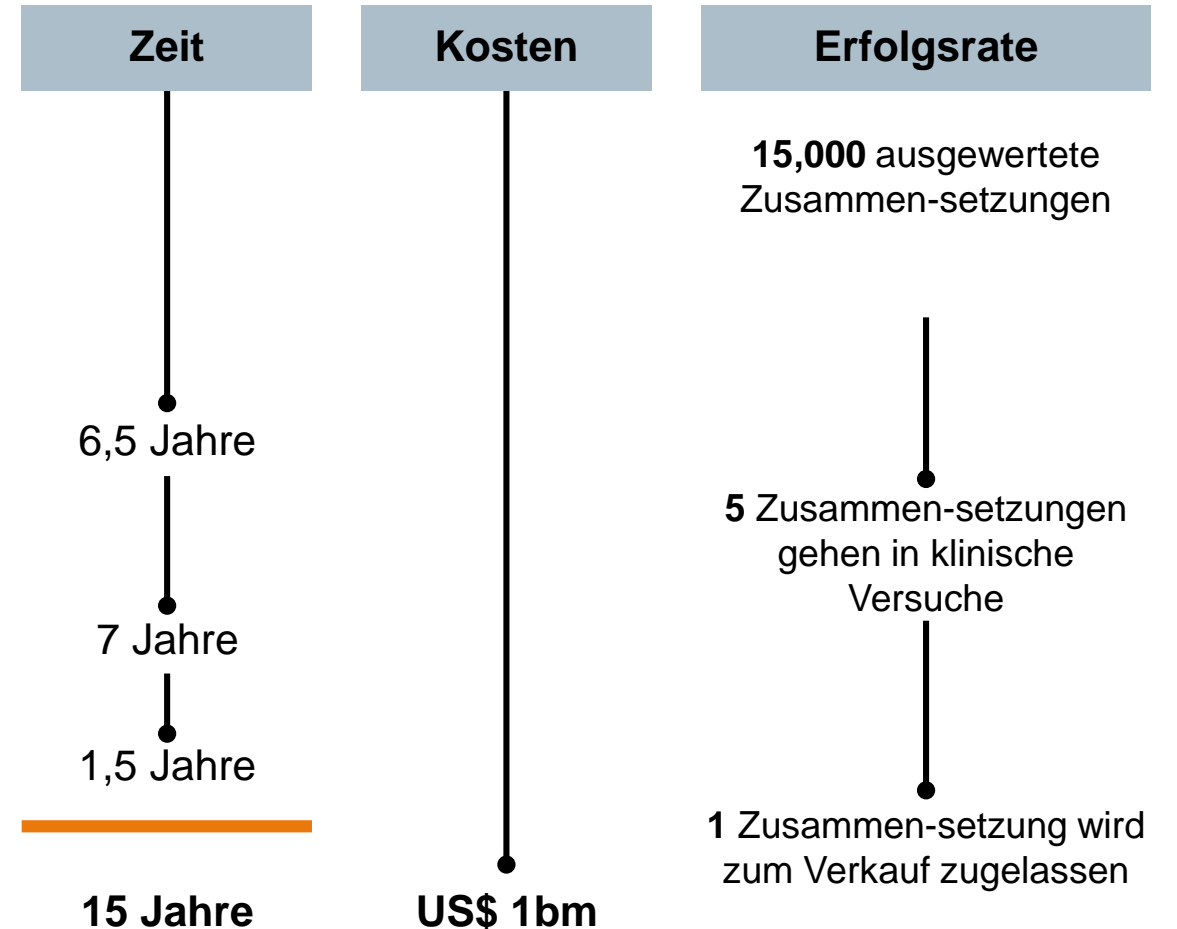 Zeit
6,5 Jahre
7 Jahre
1,5 Jahre
15 Jahre
Kosten
US$ 1bm
Erfolgsrate
15,000 ausgewertete
Zusammen-setzungen
5 Zusammen-setzungen
gehen in klinische
Versuche
1 Zusammen-setzung wird
zum Verkauf zugelassen